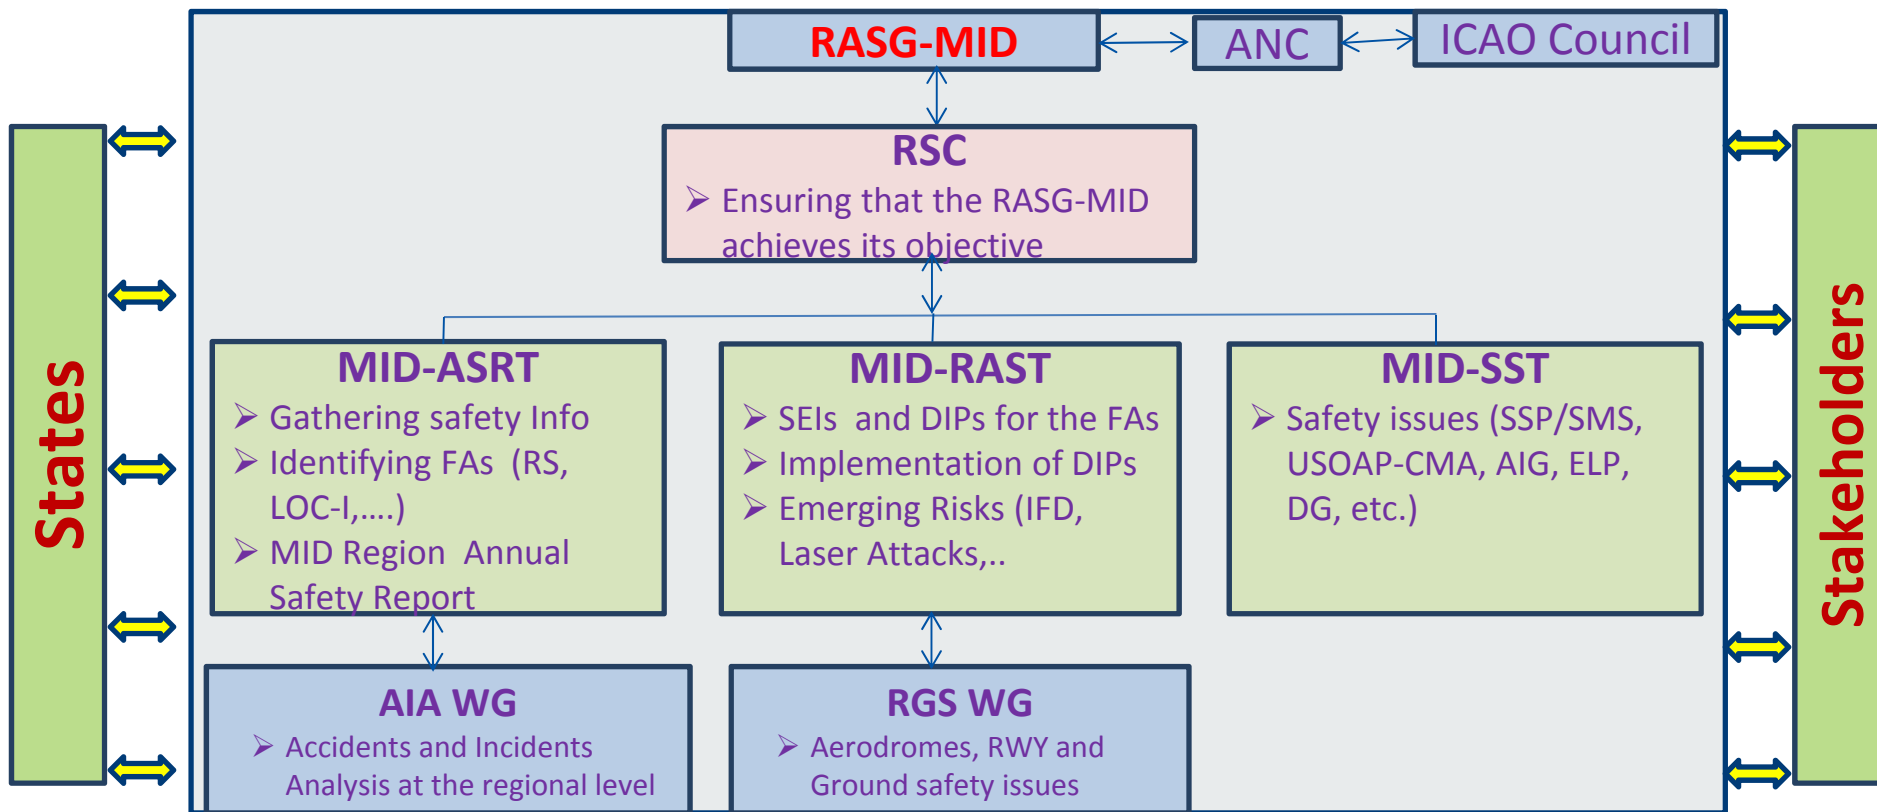 RASG-MID
ANC
ICAO Council
RSC
➢ Ensuring that the RASG-MID
achieves its objective
States
Stakeholders
MID-ASRT
➢ Gathering safety Info
➢ Identifying FAs (RS,
LOC-I,....)
➢ MID Region Annual
Safety Report
MID-RAST
➢ SEIs and DIPs for the FAs
➢ Implementation of DIPs
➢ Emerging Risks (IFD,
Laser Attacks,..
MID-SST
➢ Safety issues (SSP/SMS,
USOAP-CMA, AIG, ELP,
DG, etc.)
AIA WG
➢ Accidents and Incidents
Analysis at the regional level
RGS WG
➢ Aerodromes, RWY and
Ground safety issues